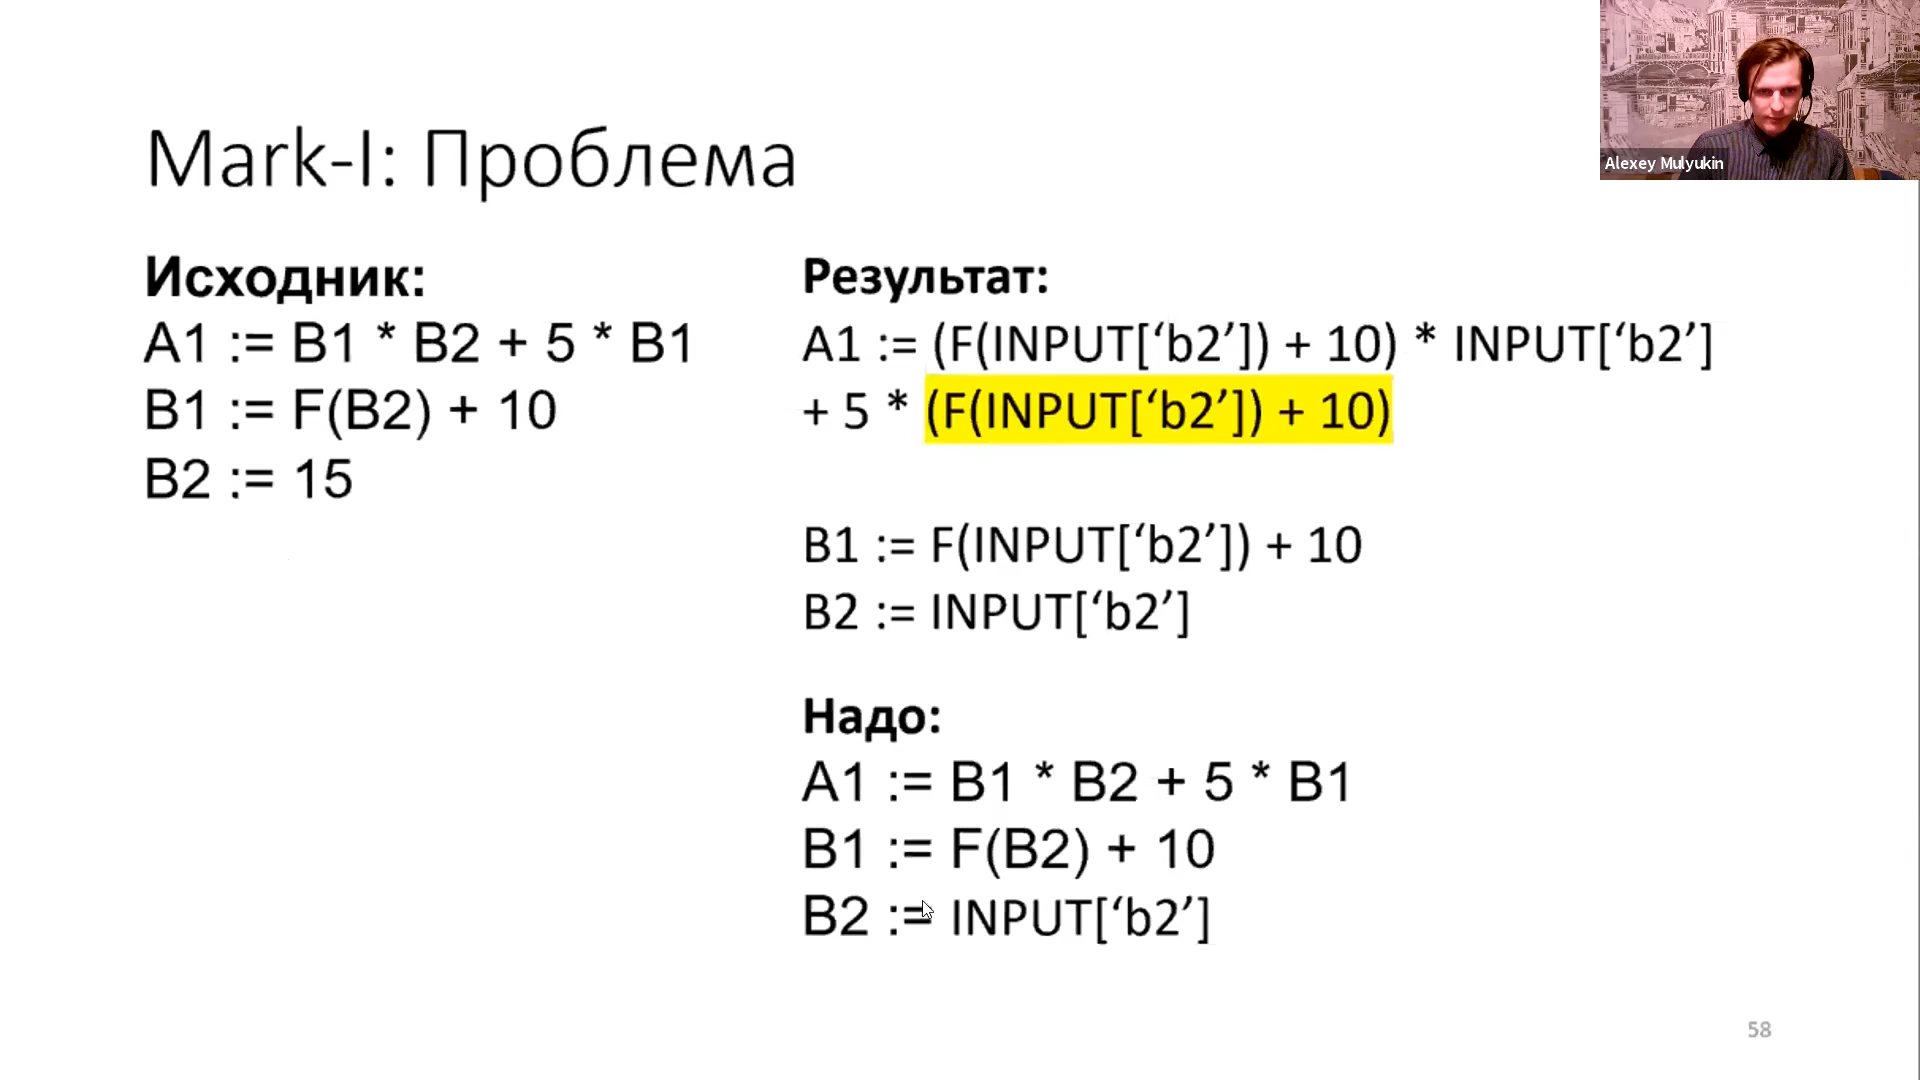 Alexey Mulyukin
Mark-I: Проблема
Исходник:
A1 := B1 * B2 + 5 * B1
B1 := F(B2) + 10
B2 := 15
Результат:
A1 := (F(INPUT[‘b2’]) + 10) * INPUT[‘b2’]
+ 5 * (F(INPUT[‘b2’]) + 10)
B1 := F(INPUT[‘b2’]) + 10
B2 := INPUT[‘b2’]
Надо:
A1 := B1 * B2 + 5 * B1
B1 := F(B2) + 10
B2 := INPUT[‘b2’]
58